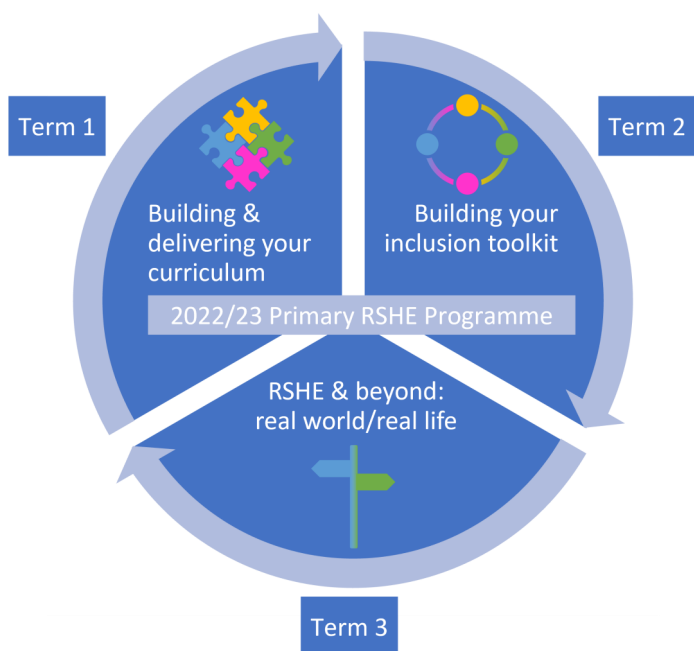 Term 1
Building &
delivering your
curriculum
Term 2
Building your
inclusion toolkit
2022/23 Primary RSHE Programme
RSHE & beyond:
real world/real life
Term 3